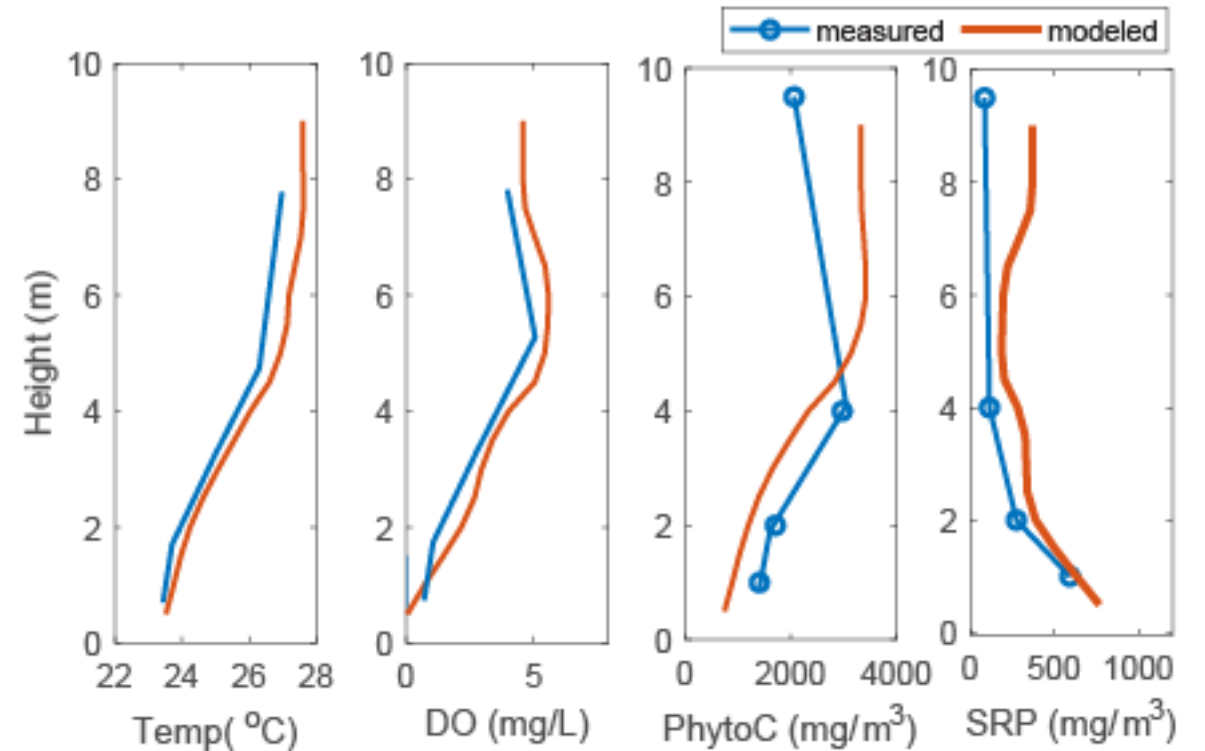 measured modeled
10 10 10 10
8 8 8 8
6 6 6 6
Height (m)
4 4 4 4
2 2 2 2
0 0 0 0
22 24 26 28 0 5 0 2000 4000 0 500 1000
Temp( ⁰C) DO (mg/L) PhytoC (mg/m³) SRP (mg/m³)